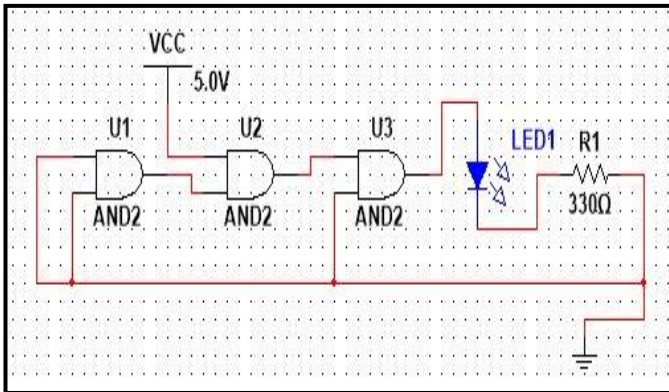 VCC
5.0V
U1
U2
U3
LED1
R1
AND2
AND2
AND2
330Ω